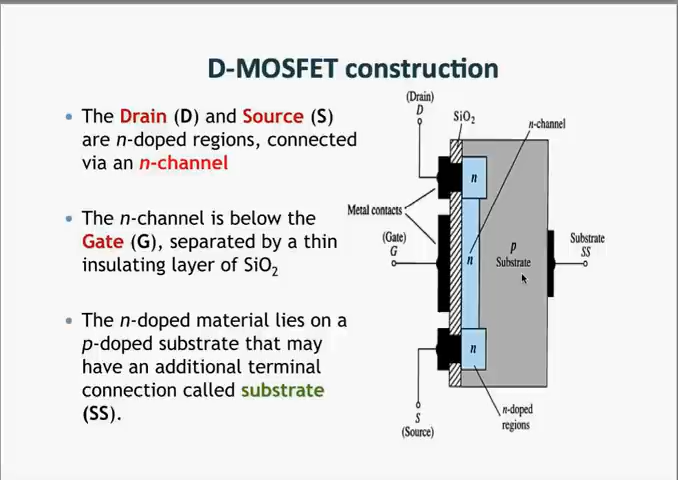 D-MOSFET construction
• The Drain (D) and Source (S)
are n-doped regions, connected
via an n-channel
• The n-channel is below the
Gate (G), separated by a thin
insulating layer of SiO₂
• The n-doped material lies on a
p-doped substrate that may
have an additional terminal
connection called substrate
(SS).
(Drain)
D
SiO₂
n-channel
n
Metal contacts
(Gate)
G
n
p
Substrate
Substrate
SS
n
S
(Source)
n-doped
regions